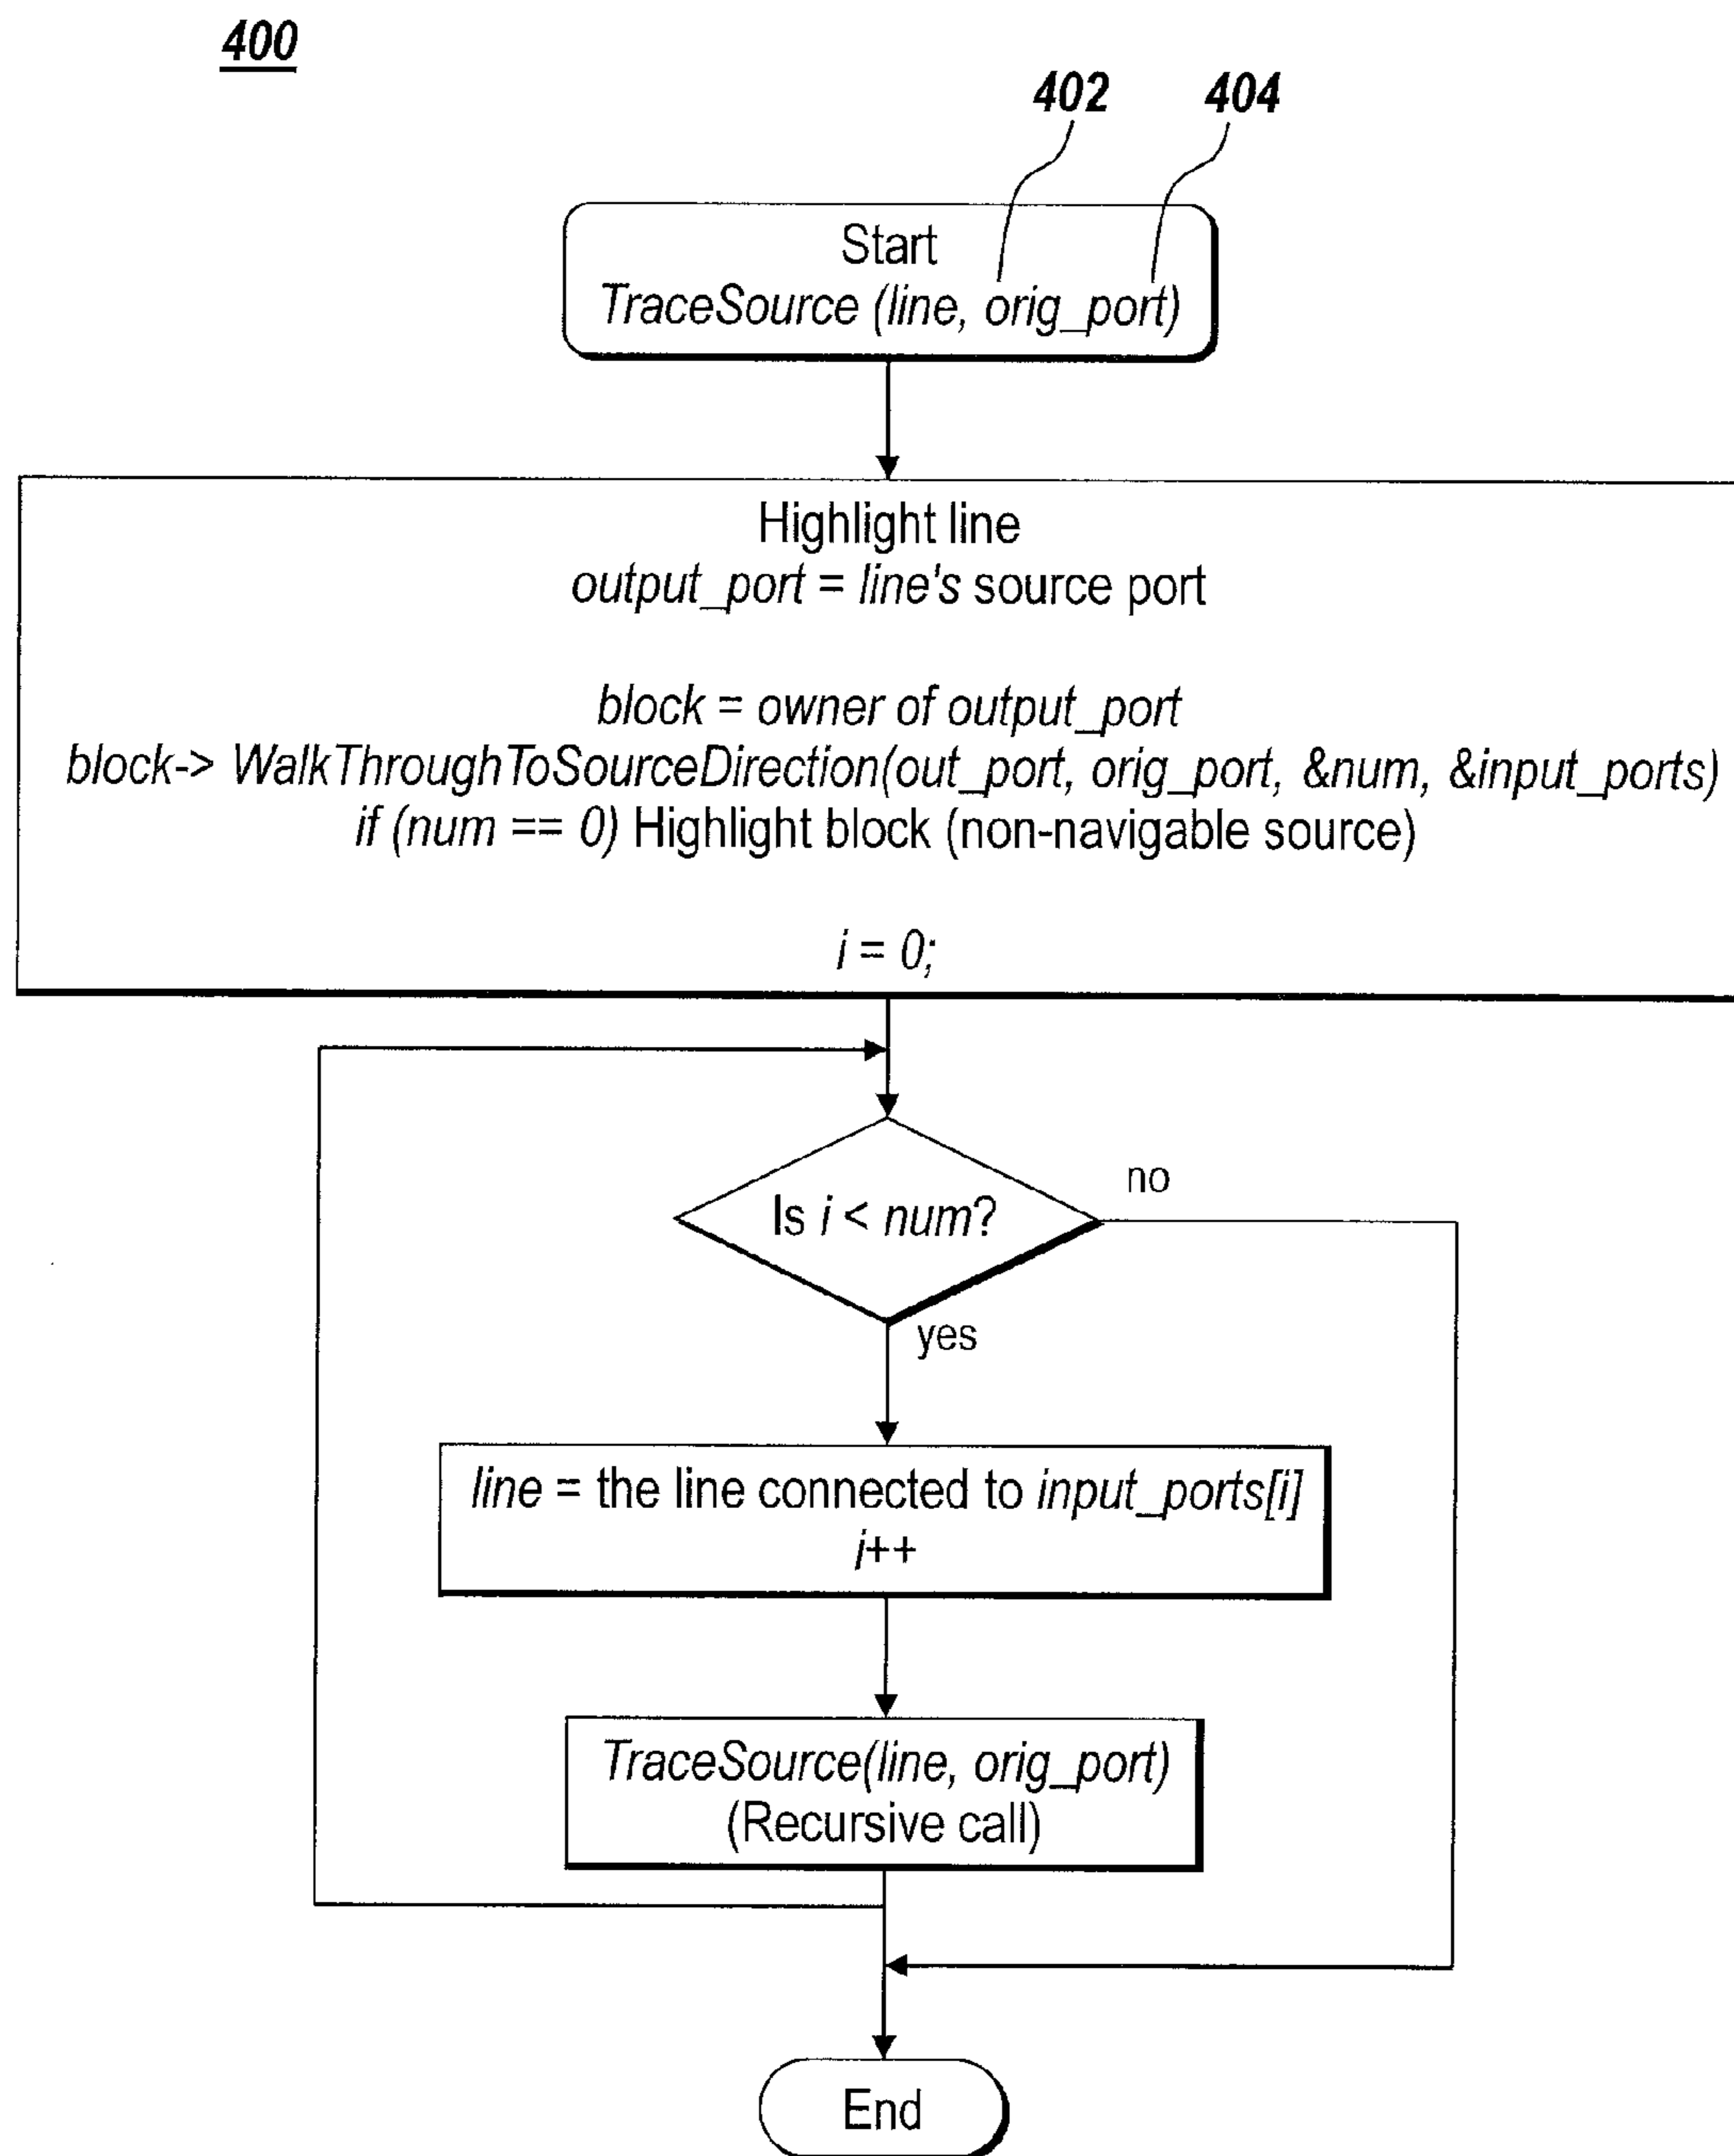 400
402 404
Start
TraceSource (line, orig_port)
Highlight line
output_port = line's source port
block = owner of output_port
block-> WalkThroughToSourceDirection(out_port, orig_port, &num, &input_ports)
if (num == 0) Highlight block (non-navigable source)
i = 0;
no
Is i < num?
yes
line = the line connected to input_ports[i]
i++
TraceSource(line, orig_port)
(Recursive call)
End